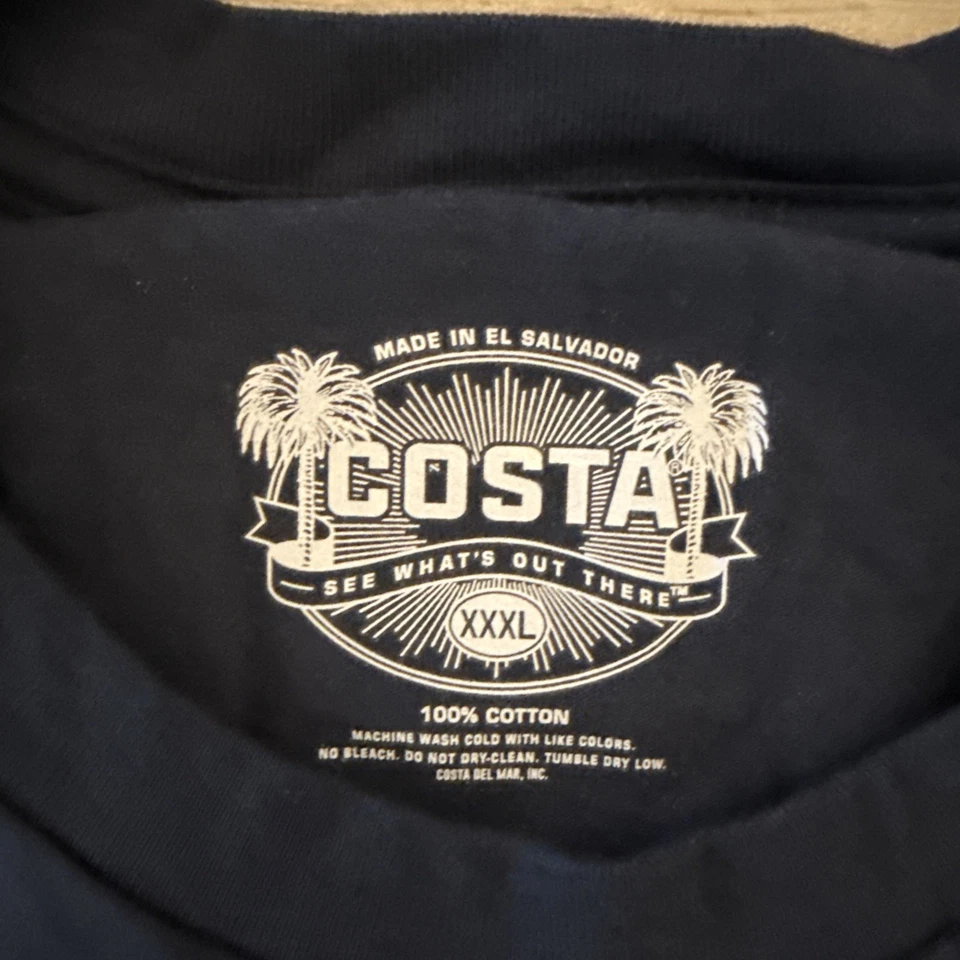 MADE IN EL SALVADOR
COSTA®
SEE WHAT'S OUT THERE™
XXXL
100% COTTON
MACHINE WASH COLD WITH LIKE COLORS.
NO BLEACH. DO NOT DRY-CLEAN. TUMBLE DRY LOW.
COSTA DEL MAR, INC.